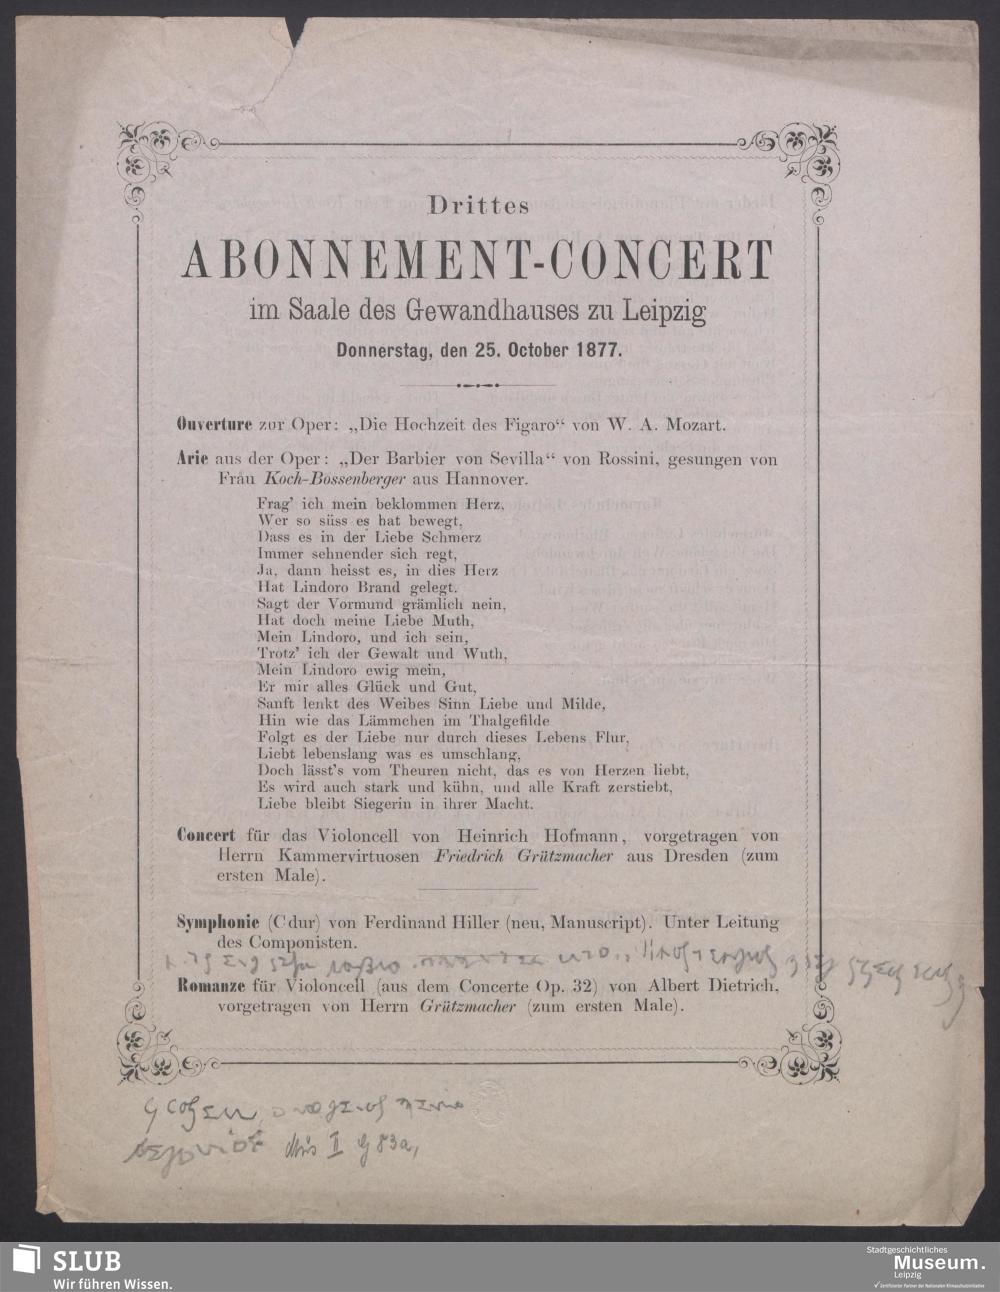 Drittes
ABONNEMENT-CONCERT
im Saale des Gewandhauses zu Leipzig
Donnerstag, den 25. October 1877.
Ouverture zur Oper: „Die Hochzeit des Figaro“ von W. A. Mozart.
Arie aus der Oper: „Der Barbier von Sevilla“ von Rossini, gesungen von
Frau Koch-Bossenberger aus Hannover.
Frag' ich mein beklommen Herz,
Wer so süss es hat bewegt,
Dass es in der Liebe Schmerz
Immer sehnender sich regt,
Ja, dann heisst es, in dies Herz
Hat Lindoro Brand gelegt.
Sagt der Vormund grämlich nein,
Hat doch meine Liebe Muth,
Mein Lindoro, und ich sein,
Trotz' ich der Gewalt und Wuth,
Mein Lindoro ewig mein,
Er mir alles Glück und Gut,
Sanft lenkt des Weibes Sinn Liebe und Milde,
Hin wie das Lämmchen im Thalgefilde
Folgt es der Liebe nur durch dieses Lebens Flur,
Liebt lebenslang was es umschlang,
Doch lässt's vom Theuren nicht, das es von Herzen liebt,
Es wird auch stark und kühn, und alle Kraft zerstiebt,
Liebe bleibt Siegerin in ihrer Macht.
Concert für das Violoncell von Heinrich Hofmann, vorgetragen von
Herrn Kammervirtuosen Friedrich Grützmacher aus Dresden (zum
ersten Male).
Symphonie (Cdur) von Ferdinand Hiller (neu, Manuscript). Unter Leitung
des Componisten.
Romanze für Violoncell (aus dem Concerte Op. 32) von Albert Dietrich,
vorgetragen von Herrn Grützmacher (zum ersten Male).
Mus II G 83a,
SLUB
Wir führen Wissen.
Stadtgeschichtliches
Museum.
Leipzig
Zertifizierter Partner der Nationalen Klimaschutzinitiative